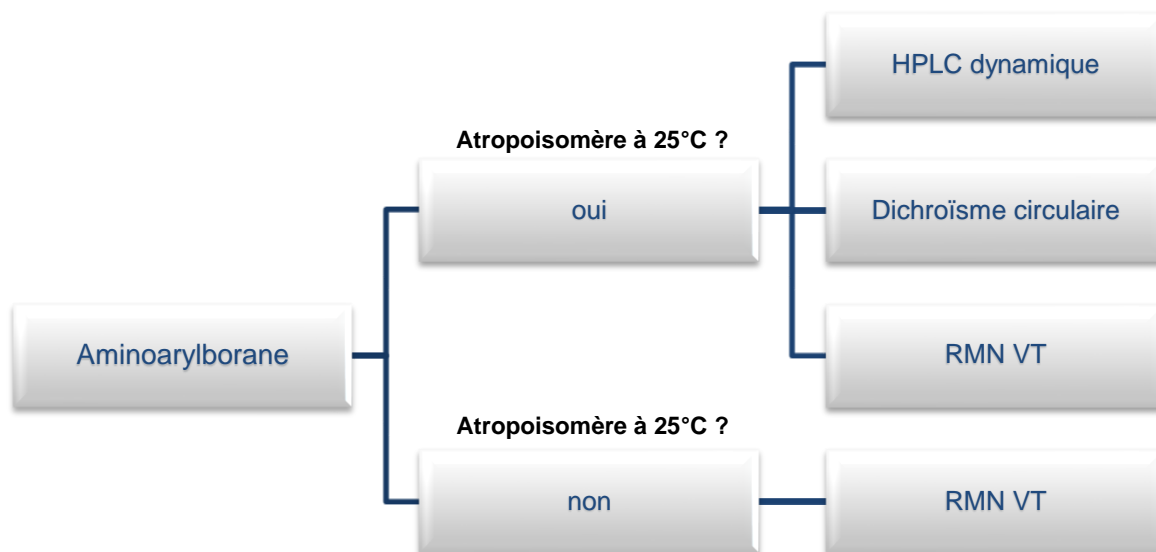 HPLC dynamique
Atropoisomère à 25°C ?
oui
Dichroïsme circulaire
Aminoarylborane
RMN VT
Atropoisomère à 25°C ?
non
RMN VT